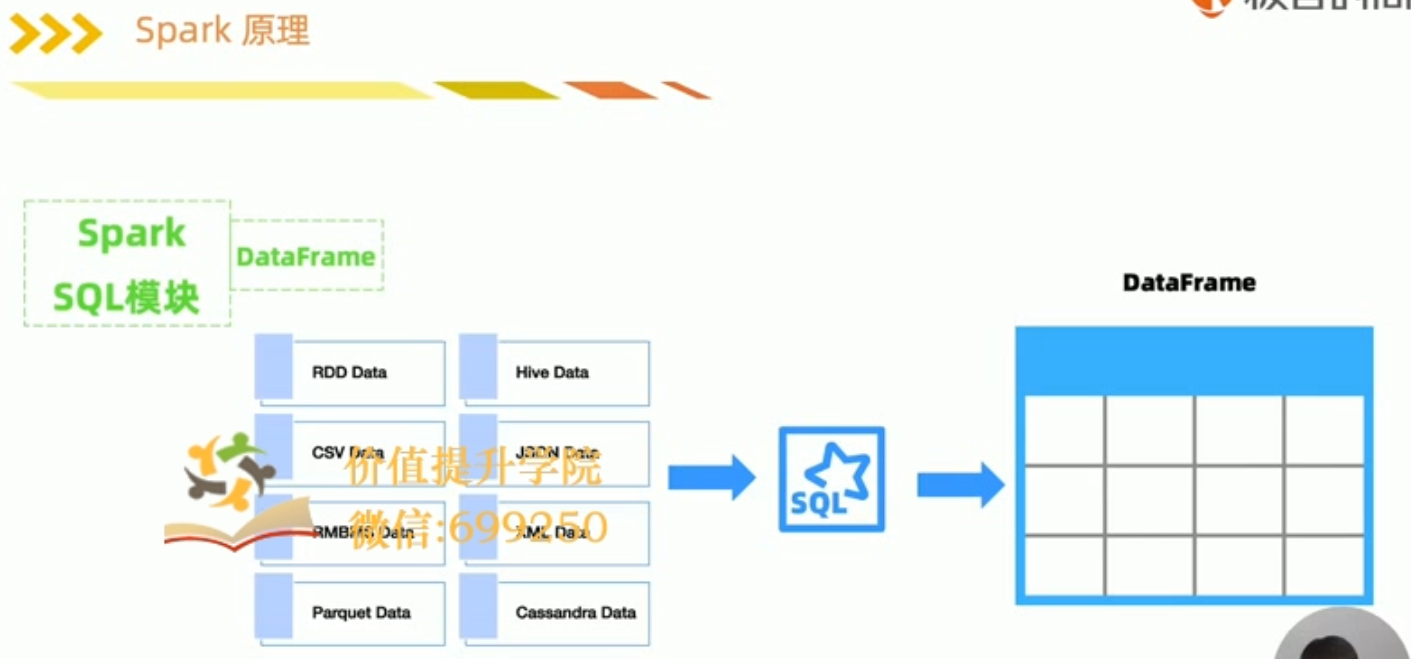 Spark 原理
Spark
SQL模块
DataFrame
DataFrame
RDD Data
Hive Data
CSV Data
JSON Data
价值提升学院
RMBMS Data
XML Data
微信:699250
SQL
Parquet Data
Cassandra Data